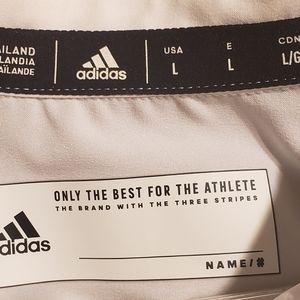 AILAND
LANDIA
AÏLANDE
adidas
USA
L
E
L
CDN
L/G
ONLY THE BEST FOR THE ATHLETE
THE BRAND WITH THE THREE STRIPES
adidas
NAME/#